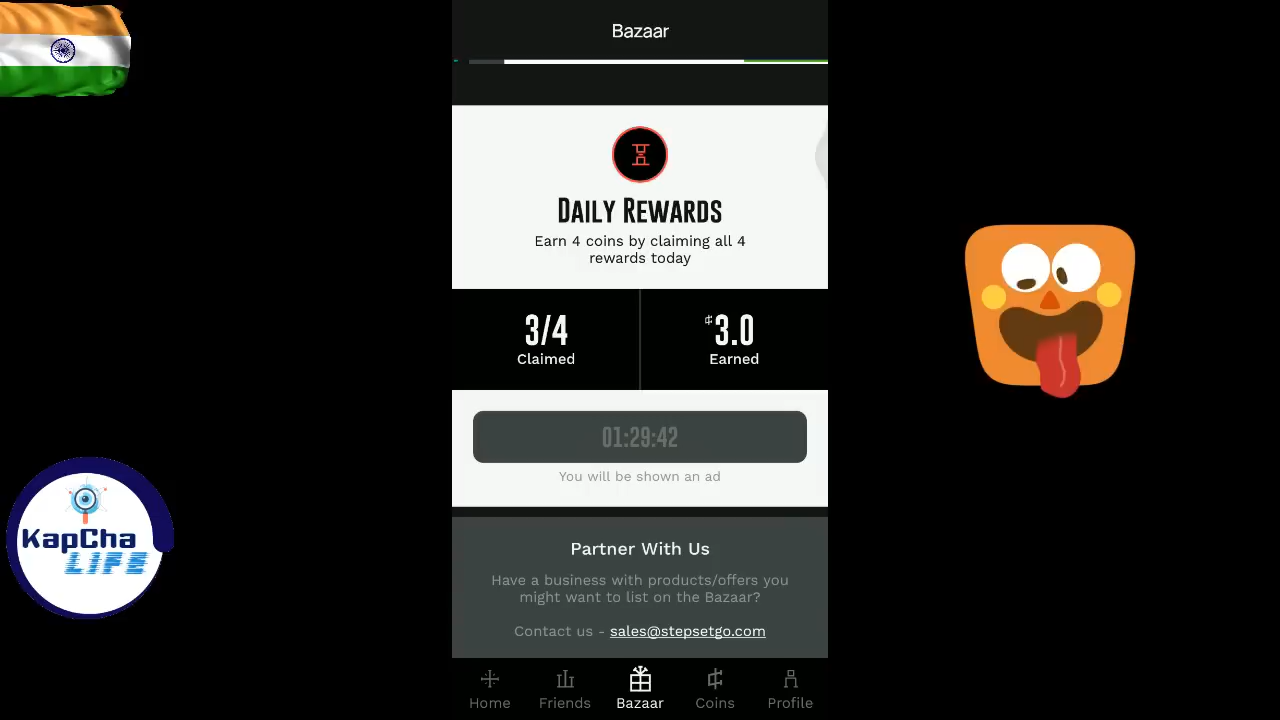 Bazaar
DAILY REWARDS
Earn 4 coins by claiming all 4
rewards today
3/4
Claimed
3.0
Earned
01:29:42
You will be shown an ad
Partner With Us
Have a business with products/offers you
might want to list on the Bazaar?
Contact us - sales@stepsetgo.com
Home
Friends
Bazaar
Coins
Profile
KapCha
LIFE